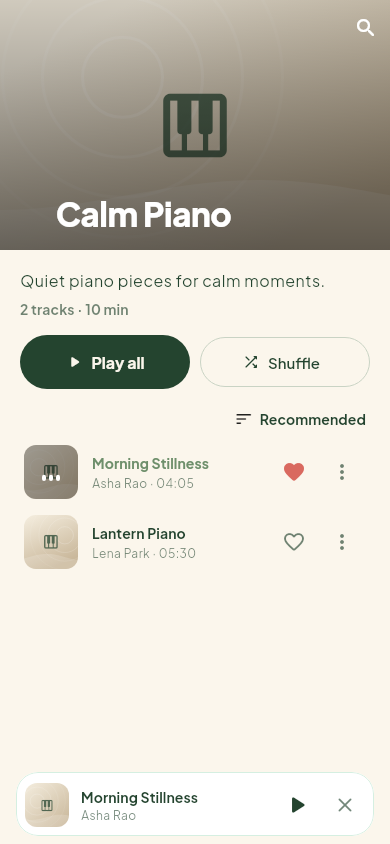 Calm Piano
Quiet piano pieces for calm moments.
2 tracks · 10 min
Play all
Shuffle
Recommended
Morning Stillness
Asha Rao · 04:05
Lantern Piano
Lena Park · 05:30
Morning Stillness
Asha Rao